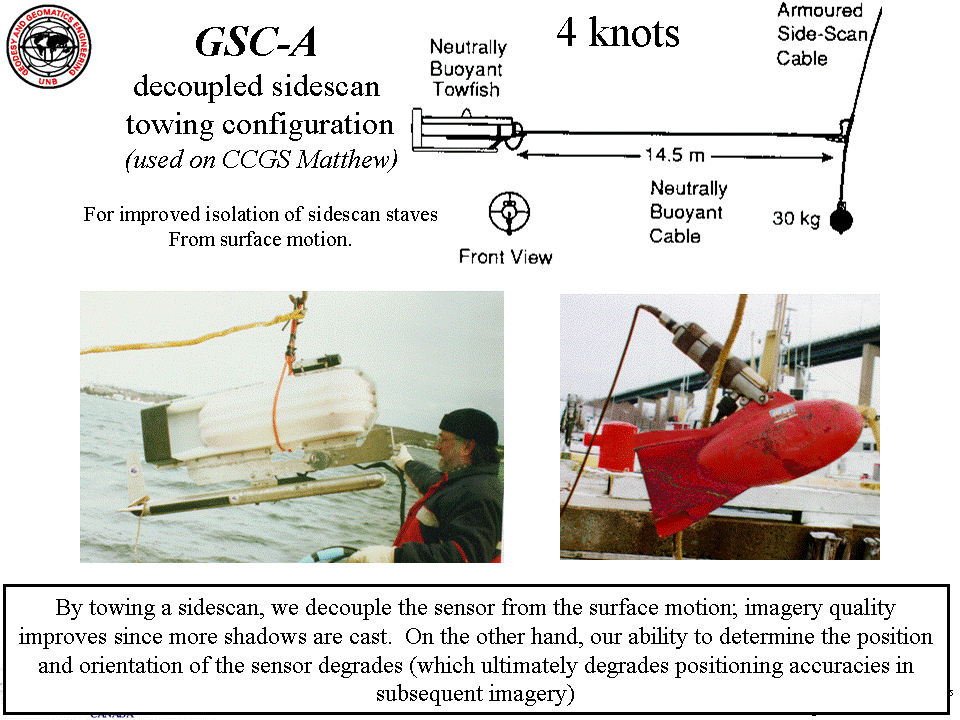 GEODESY AND GEOMATICS ENGINEERING
UNB
GSC-A
decoupled sidescan
towing configuration
(used on CCGS Matthew)
For improved isolation of sidescan staves
From surface motion.
4 knots
Neutrally
Buoyant
Towfish
Armoured
Side-Scan
Cable
14.5 m
Neutrally
Buoyant
Cable
30 kg
Front View
By towing a sidescan, we decouple the sensor from the surface motion; imagery quality
improves since more shadows are cast.  On the other hand, our ability to determine the position
and orientation of the sensor degrades (which ultimately degrades positioning accuracies in
subsequent imagery)